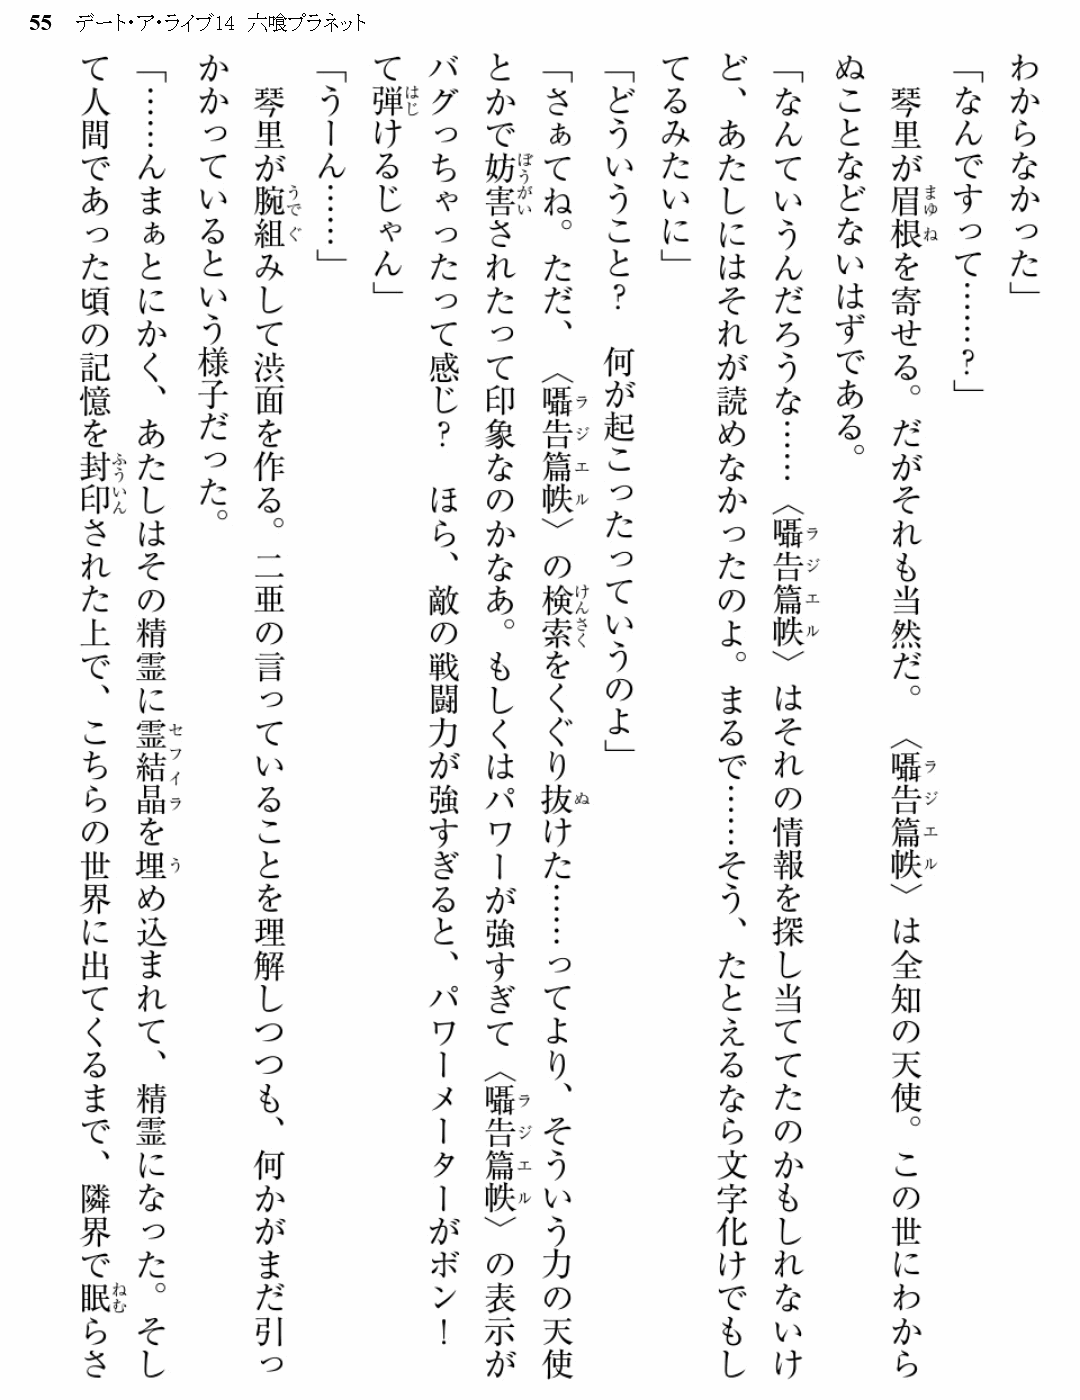 55 デート・ア・ライブ14 六喰プラネット
わからなかった」
「なんですって……?」
琴里が眉根を寄せる。だがそれも当然だ。〈囁告篇帙〉は全知の天使。この世にわから
ぬことなどないはずである。
「なんていうんだろうな……〈囁告篇帙〉はそれの情報を探し当ててたのかもしれないけ
ど、あたしにはそれが読めなかったのよ。まるで……そう、たとえるなら文字化けでもし
てるみたいに」
「どういうこと? 何が起こったっていうのよ」
「さぁてね。ただ、〈囁告篇帙〉の検索をくぐり抜けた……ってより、そういう力の天使
とかで妨害されたって印象なのかなあ。もしくはパワーが強すぎて〈囁告篇帙〉の表示が
バグっちゃったって感じ? ほら、敵の戦闘力が強すぎると、パワーメーターがボン!
て弾けるじゃん」
「うーん……」
琴里が腕組みして渋面を作る。二亜の言っていることを理解しつつも、何かがまだ引っ
かかっているという様子だった。
「……んまぁとにかく、あたしはその精霊に霊結晶を埋め込まれて、精霊になった。そし
て人間であった頃の記憶を封印された上で、こちらの世界に出てくるまで、隣界で眠らさ